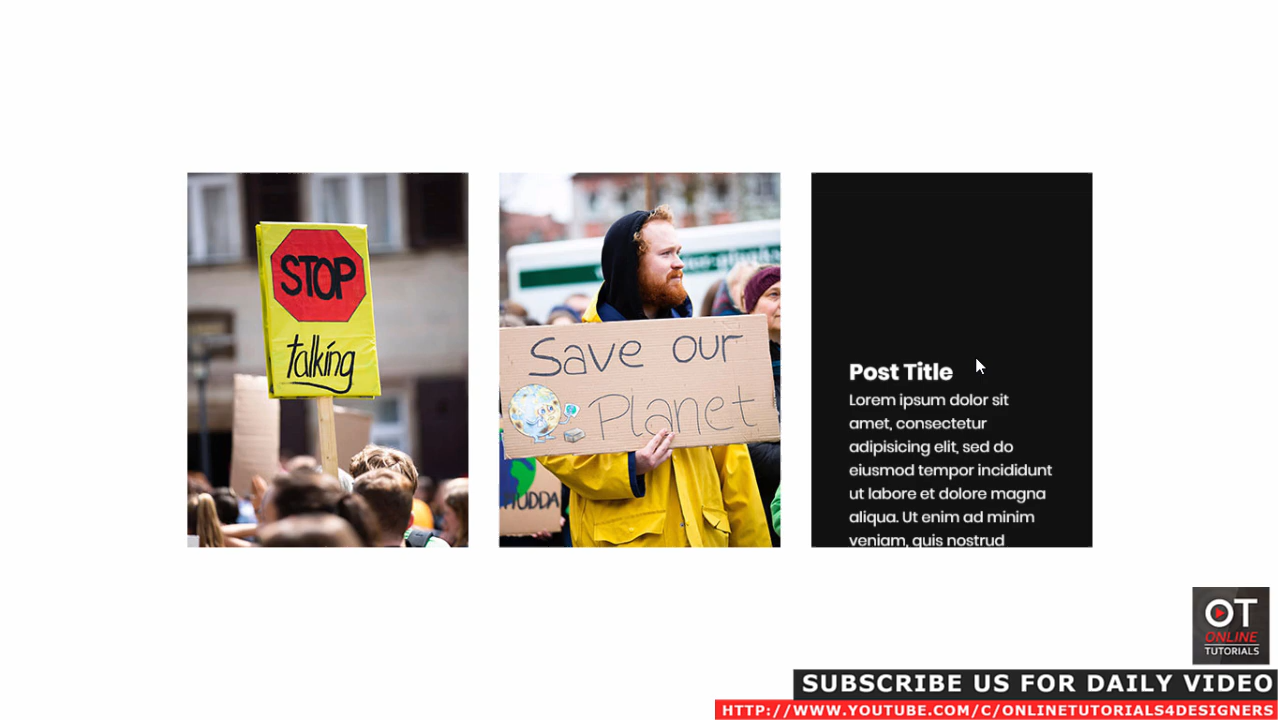 STOP
talking
Save our
Planet
HUDDA
Post Title
Lorem ipsum dolor sit
amet, consectetur
adipisicing elit, sed do
eiusmod tempor incididunt
ut labore et dolore magna
aliqua. Ut enim ad minim
veniam, quis nostrud
OT
ONLINE
TUTORIALS
SUBSCRIBE US FOR DAILY VIDEO
HTTP://WWW.YOUTUBE.COM/C/ONLINETUTORIALS4DESIGNERS